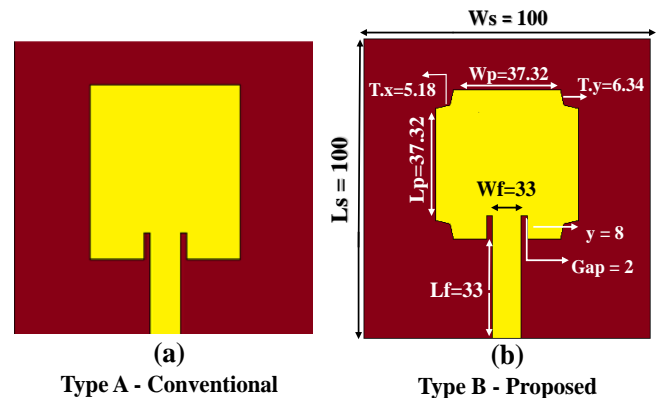 Ws = 100
Wp=37.32
T.x=5.18
T.y=6.34
Lp=37.32
Ls = 100
Wf=33
y = 8
Gap = 2
Lf=33
(a)
(b)
Type A - Conventional
Type B - Proposed